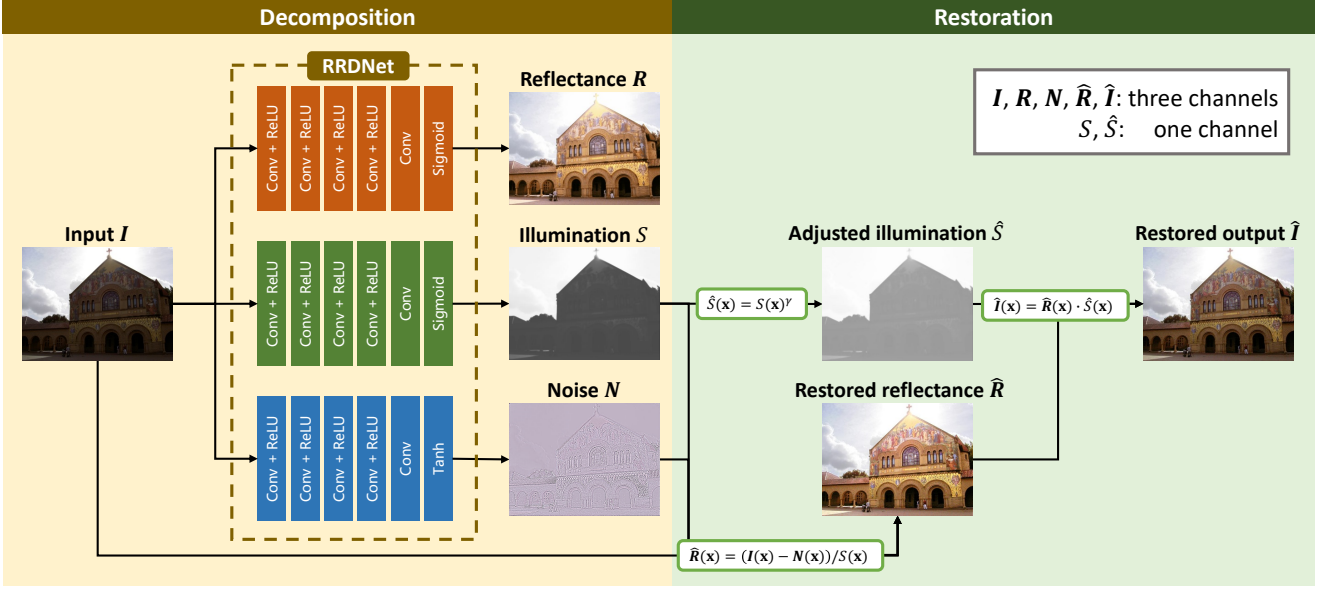 Decomposition
Restoration
RRDNet
Reflectance R
I, R, N, R̂, Î: three channels
S, Ŝ: one channel
Conv + ReLU
Conv + ReLU
Conv + ReLU
Conv + ReLU
Conv
Sigmoid
Input I
Illumination S
Adjusted illumination Ŝ
Restored output Î
Conv + ReLU
Conv + ReLU
Conv + ReLU
Conv + ReLU
Conv
Sigmoid
Ŝ(x) = S(x)^γ
Î(x) = R̂(x) · Ŝ(x)
Noise N
Restored reflectance R̂
Conv + ReLU
Conv + ReLU
Conv + ReLU
Conv + ReLU
Conv
Tanh
R̂(x) = (I(x) − N(x))/S(x)